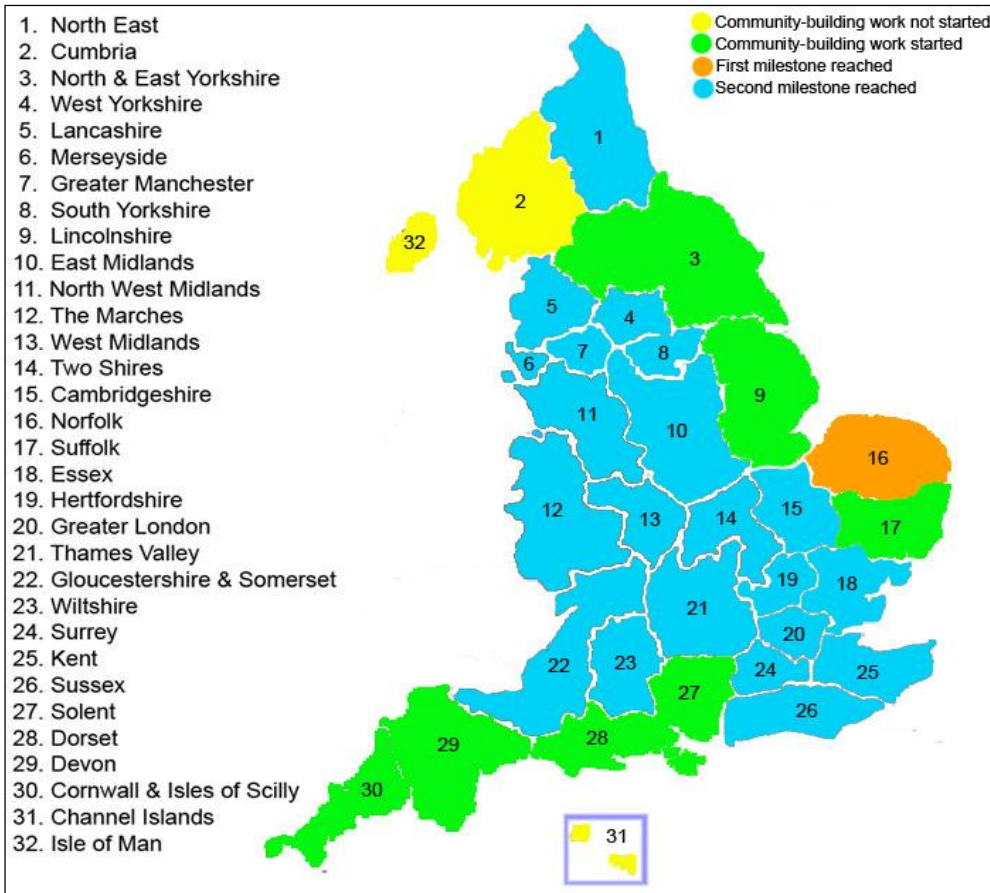 1. North East
2. Cumbria
3. North & East Yorkshire
4. West Yorkshire
5. Lancashire
6. Merseyside
7. Greater Manchester
8. South Yorkshire
9. Lincolnshire
10. East Midlands
11. North West Midlands
12. The Marches
13. West Midlands
14. Two Shires
15. Cambridgeshire
16. Norfolk
17. Suffolk
18. Essex
19. Hertfordshire
20. Greater London
21. Thames Valley
22. Gloucestershire & Somerset
23. Wiltshire
24. Surrey
25. Kent
26. Sussex
27. Solent
28. Dorset
29. Devon
30. Cornwall & Isles of Scilly
31. Channel Islands
32. Isle of Man
Community-building work not started
Community-building work started
First milestone reached
Second milestone reached
1
2
32
3
5
4
7
8
6
9
11
10
16
12
13
14
15
17
19
18
21
20
22
23
24
25
27
26
28
29
30
31